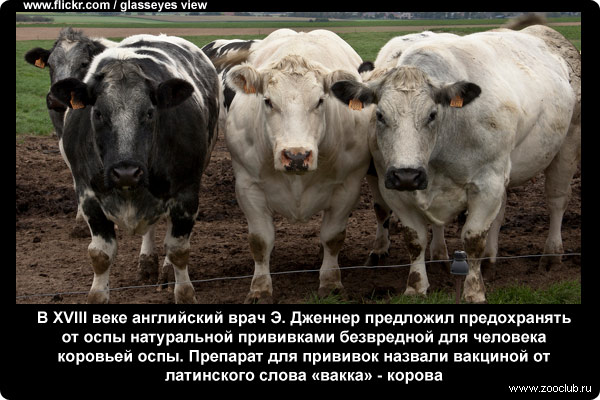 www.flickr.com / glasseyes view
В XVIII веке английский врач Э. Дженнер предложил предохранять
от оспы натуральной прививками безвредной для человека
коровьей оспы. Препарат для прививок назвали вакциной от
латинского слова «вакка» - корова
www.zooclub.ru